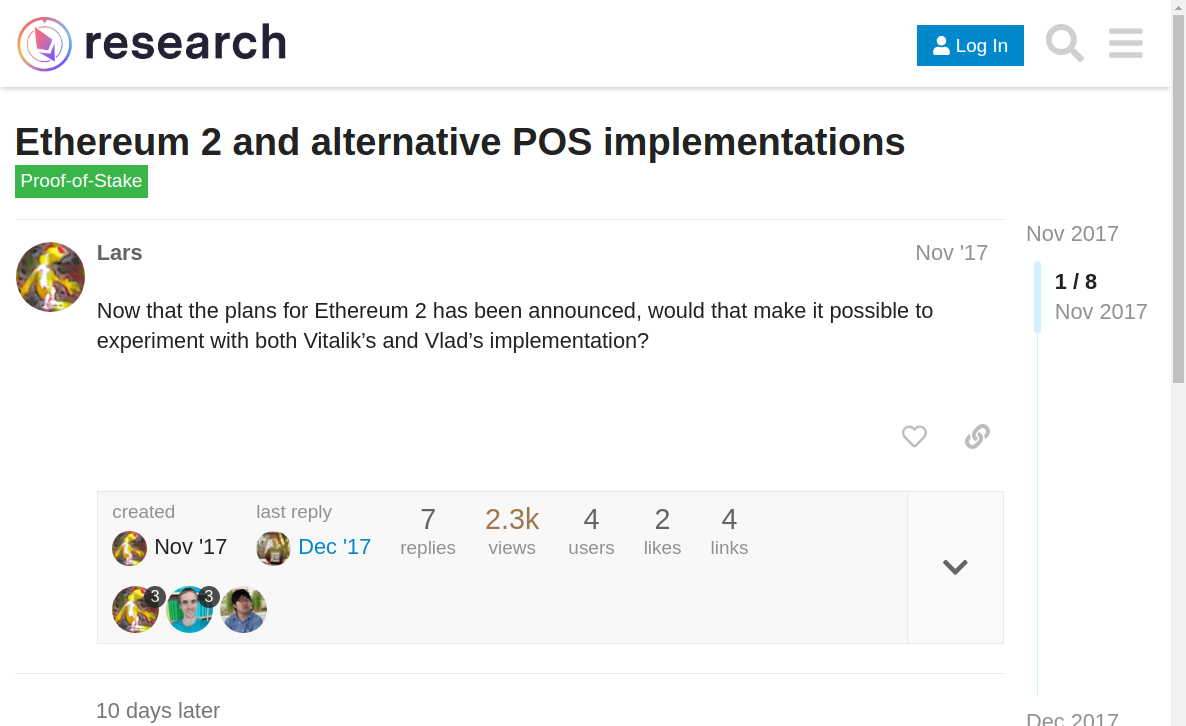 research
Log In
Ethereum 2 and alternative POS implementations
Proof-of-Stake
Lars
Nov '17
Nov 2017
1 / 8
Nov 2017
Now that the plans for Ethereum 2 has been announced, would that make it possible to
experiment with both Vitalik’s and Vlad’s implementation?
created
Nov '17
last reply
Dec '17
7
replies
2.3k
views
4
users
2
likes
4
links
3
3
10 days later
Dec 2017